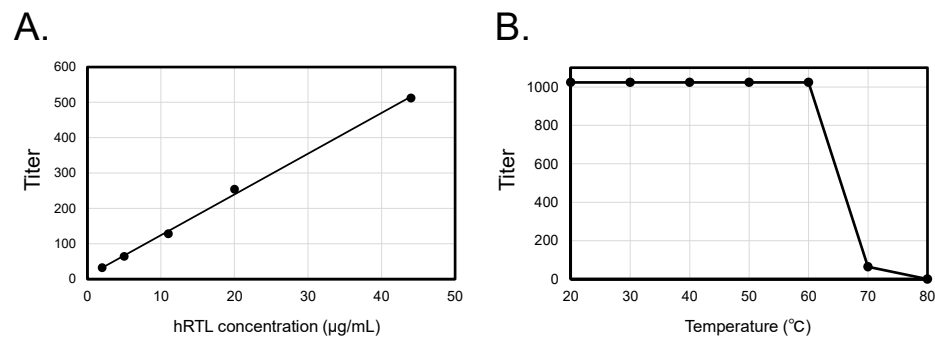 A.
600
500
400
300
200
100
0
Titer
0 10 20 30 40 50
hRTL concentration (μg/mL)
B.
1000
800
600
400
200
0
Titer
20 30 40 50 60 70 80
Temperature (℃)